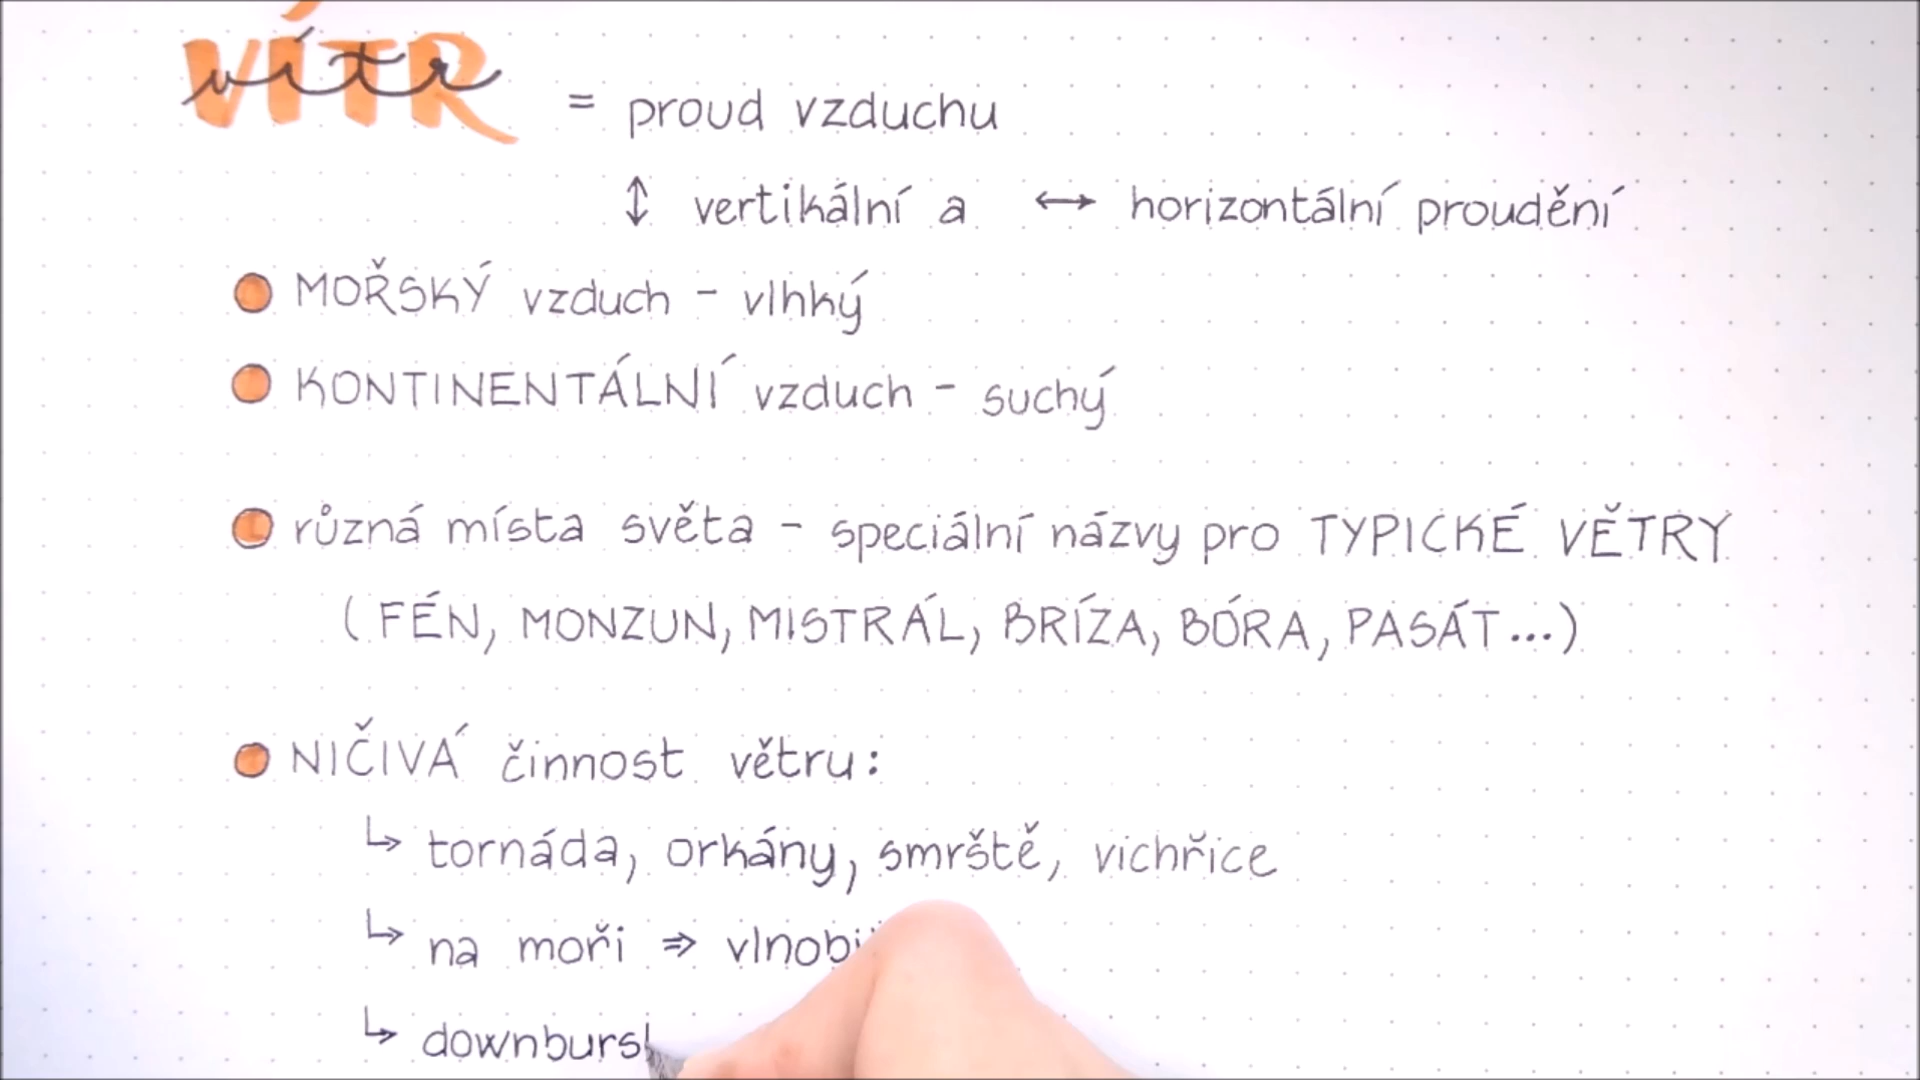 VÍTR vítr = proud vzduchu
↕ vertikální a ↔ horizontální proudění
MOŘSKÝ vzduch - vlhký
KONTINENTÁLNÍ vzduch - suchý
různá místa světa - speciální názvy pro TYPICKÉ VĚTRY
(FÉN, MONZUN, MISTRÁL, BRÍZA, BÓRA, PASÁT...)
NIČIVÁ činnost větru:
↳ tornáda, orkány, smrště, vichřice
↳ na moři ⇒
↳